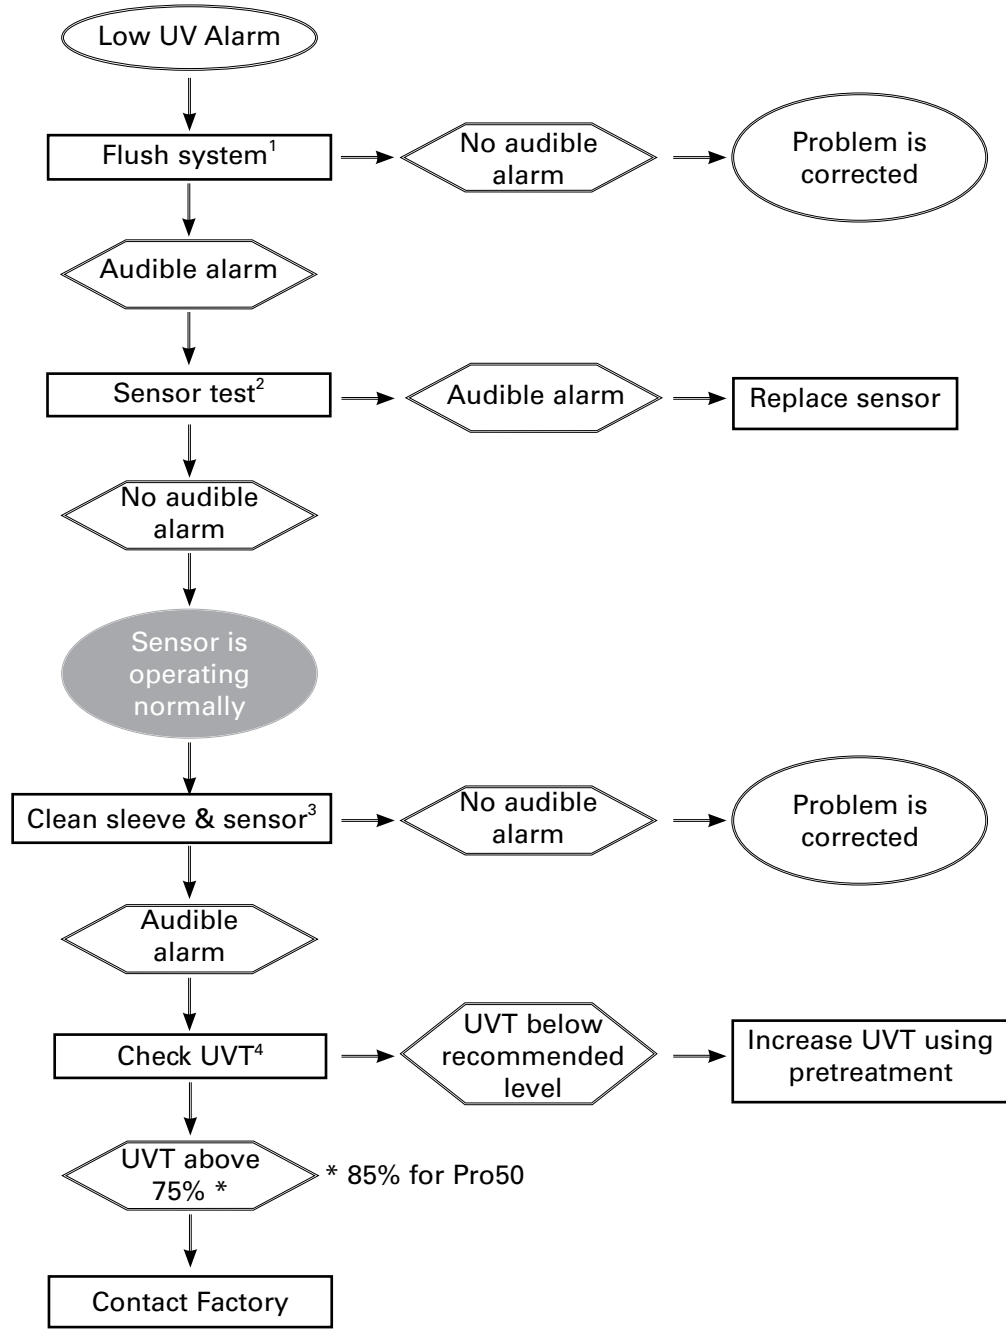 Low UV Alarm
Flush system¹
No audible
alarm
Problem is
corrected
Audible alarm
Sensor test²
Audible alarm
Replace sensor
No audible
alarm
Sensor is
operating
normally
Clean sleeve & sensor³
No audible
alarm
Problem is
corrected
Audible
alarm
Check UVT⁴
UVT below
recommended
level
Increase UVT using
pretreatment
UVT above
75% *
* 85% for Pro50
Contact Factory